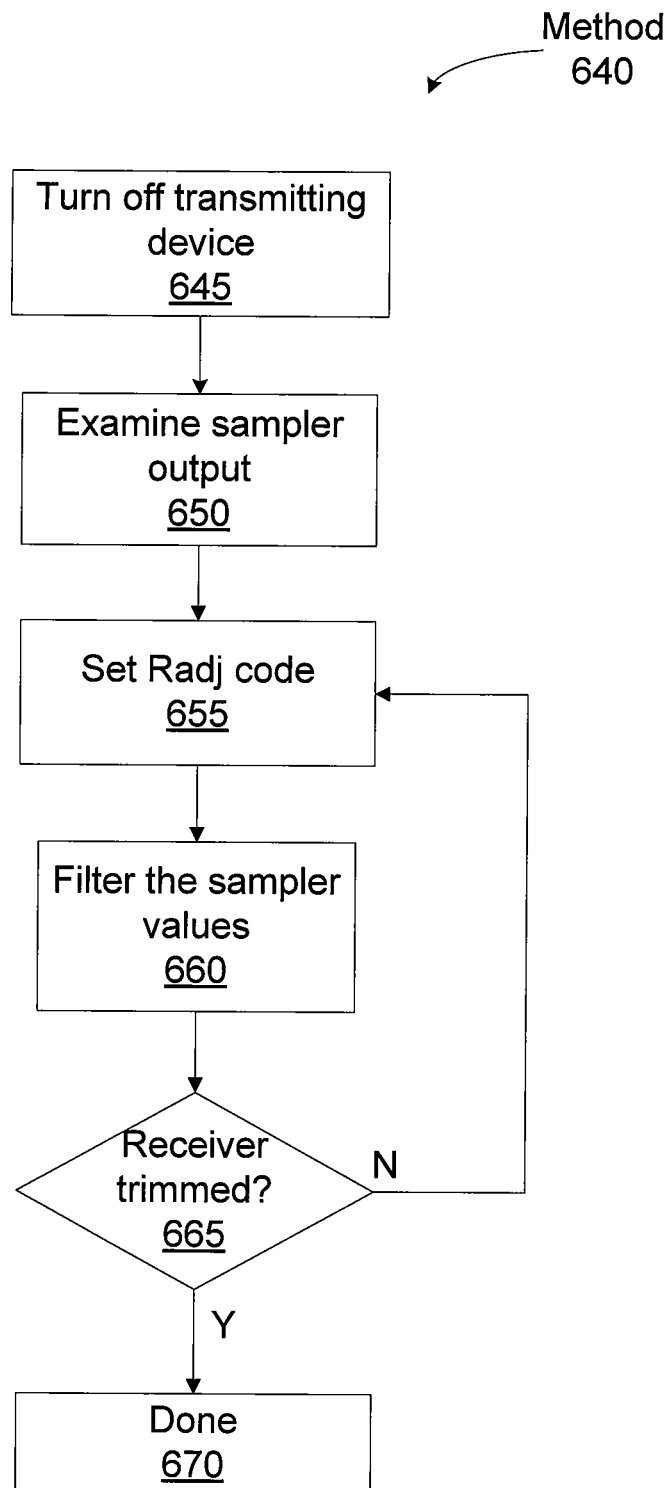 Method
640
Turn off transmitting
device
645
Examine sampler
output
650
Set Radj code
655
Filter the sampler
values
660
Receiver
trimmed?
665
N
Y
Done
670